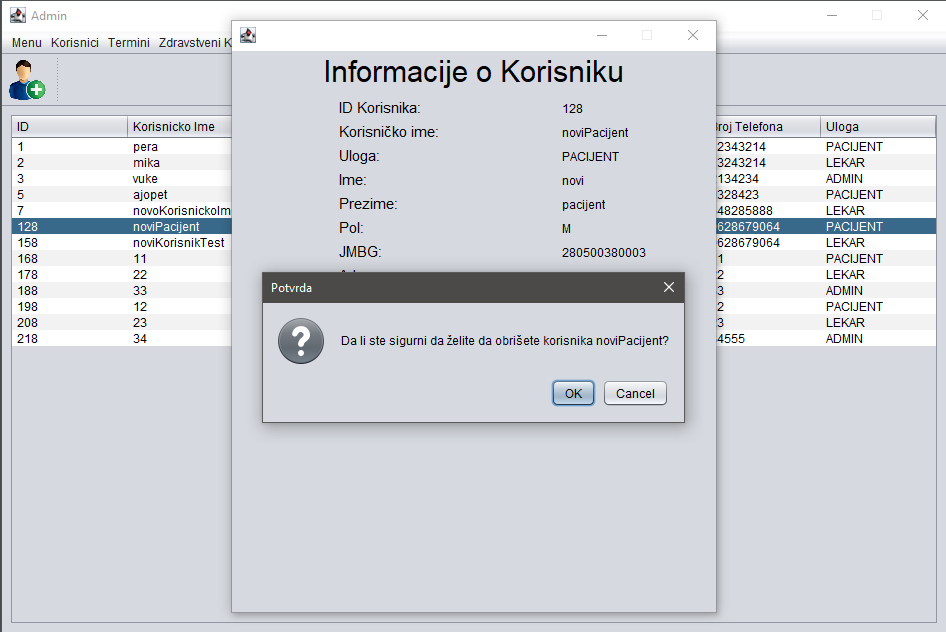 Admin
Menu Korisnici Termini Zdravstveni K
Informacije o Korisniku
ID Korisnika: 128
Korisničko ime: noviPacijent
Uloga: PACIJENT
Ime: novi
Prezime: pacijent
Pol: M
JMBG: 280500380003
Potvrda
Da li ste sigurni da želite da obrišete korisnika noviPacijent?
OK Cancel
ID Korisnicko Ime roj Telefona Uloga
1 pera 2343214 PACIJENT
2 mika 3243214 LEKAR
3 vuke 134234 ADMIN
5 ajopet 328423 PACIJENT
7 novoKorisnickoIm 48285888 LEKAR
128 noviPacijent 628679064 PACIJENT
158 noviKorisnikTest 628679064 LEKAR
168 11 1 PACIJENT
178 22 2 LEKAR
188 33 3 ADMIN
198 12 2 PACIJENT
208 23 3 LEKAR
218 34 4555 ADMIN